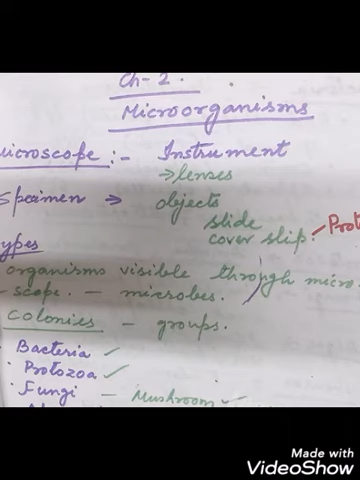 Ch-2.
Microorganisms
Microscope :- Instrument
→ lenses
Specimen → objects
slide
cover slip.
Types
organisms visible through micro-
scope. - microbes.
Colonies - groups.
Bacteria ✓
Protozoa ✓
Fungi - Mushroom ✓
Made with
VideoShow